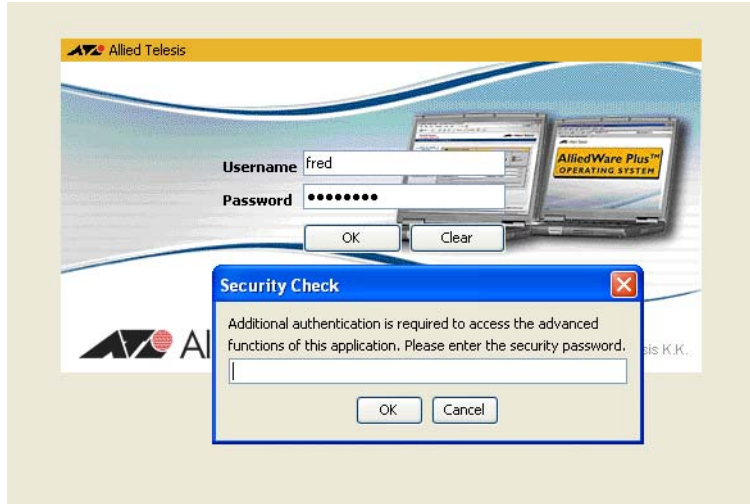 Allied Telesis
AlliedWare Plus™
OPERATING SYSTEM
Username fred
Password ●●●●●●●●
OK Clear
Security Check
Additional authentication is required to access the advanced
functions of this application. Please enter the security password.
Al
sis K.K.
OK Cancel